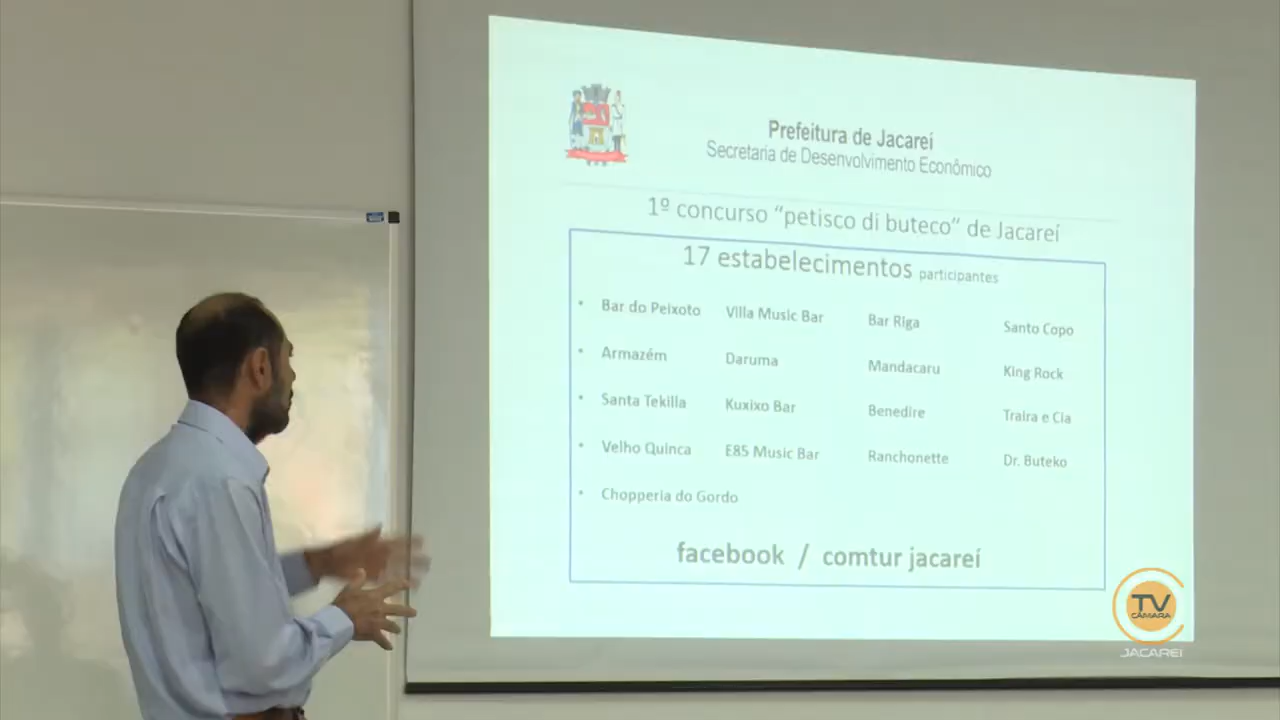 Prefeitura de Jacareí
Secretaria de Desenvolvimento Econômico
1º concurso “petisco di buteco” de Jacareí
17 estabelecimentos participantes
• Bar do Peixoto Villa Music Bar Bar Riga Santo Copo
• Armazém Daruma Mandacaru King Rock
• Santa Tekilla Kuxixo Bar Benedire Traira e Cia
• Velho Quinca E85 Music Bar Ranchonette Dr. Buteko
• Chopperia do Gordo
facebook / comtur jacareí
TV
CÂMARA
JACAREÍ